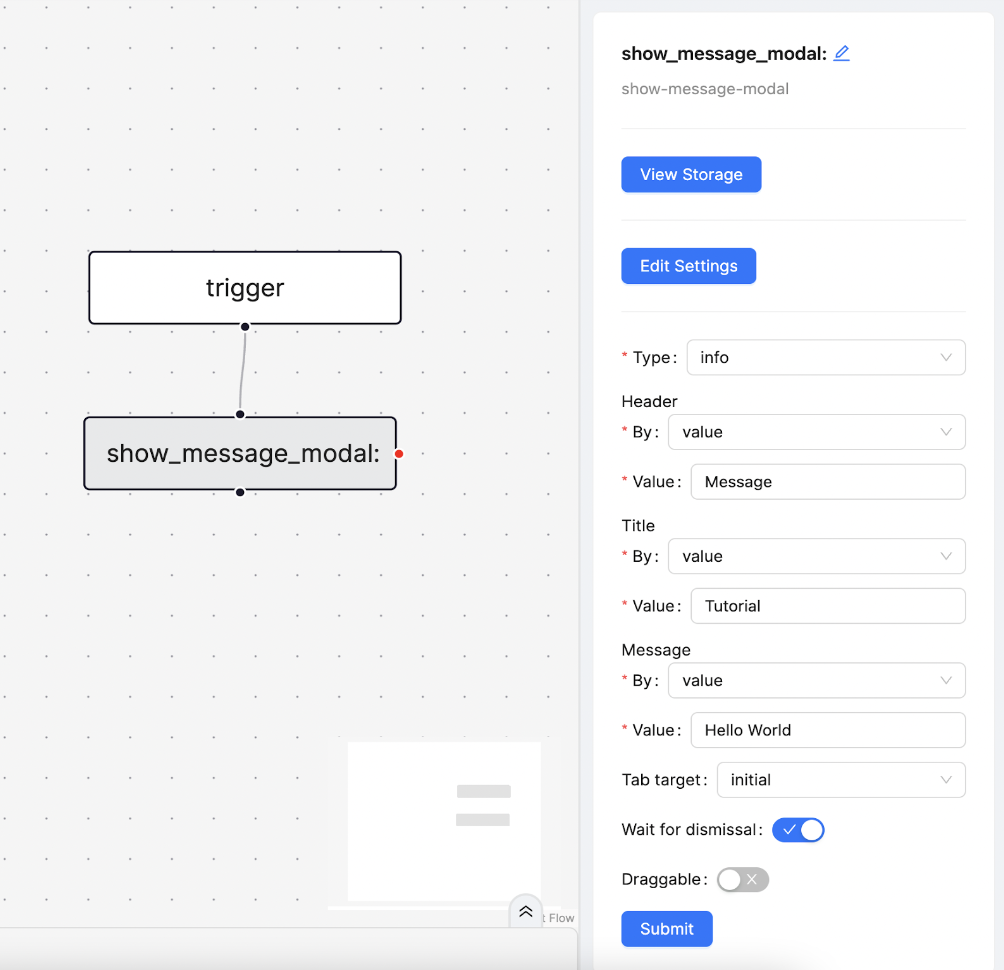 trigger
show_message_modal:
t Flow
show_message_modal:
show-message-modal
View Storage
Edit Settings
* Type: info
Header
* By: value
* Value: Message
Title
* By: value
* Value: Tutorial
Message
* By: value
* Value: Hello World
Tab target: initial
Wait for dismissal:
Draggable:
Submit